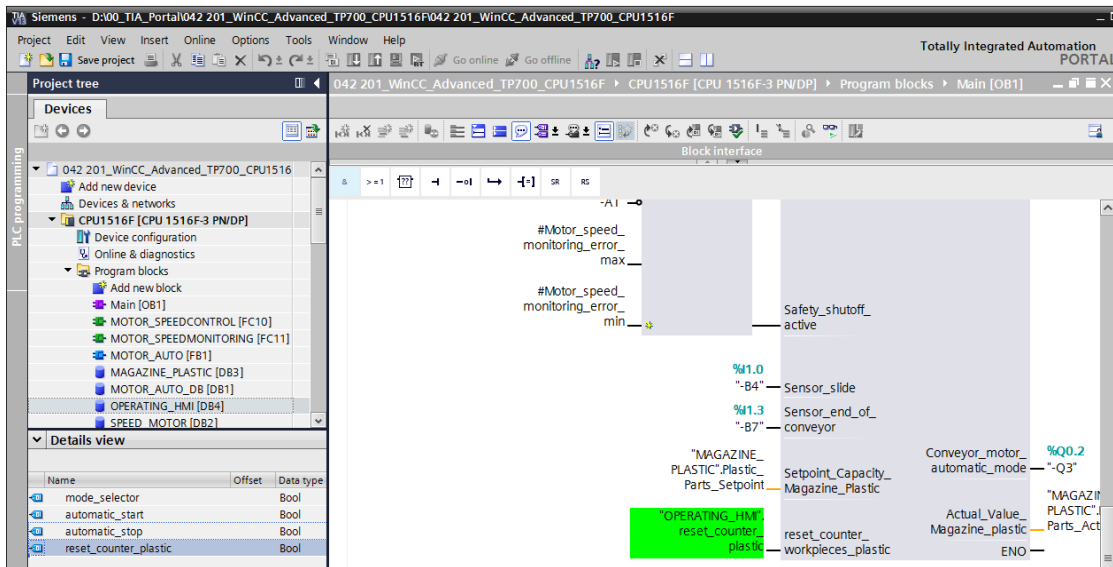 Siemens - D:\00_TIA_Portal\042 201_WinCC_Advanced_TP700_CPU1516F\042 201_WinCC_Advanced_TP700_CPU1516F
Project Edit View Insert Online Options Tools Window Help
Totally Integrated Automation
PORTAL
Save project
Go online
Go offline
Project tree
042 201_WinCC_Advanced_TP700_CPU1516F
CPU1516F [CPU 1516F-3 PN/DP]
Program blocks
Main [OB1]
Devices
PLC programming
Block interface
042 201_WinCC_Advanced_TP700_CPU1516
Add new device
Devices & networks
CPU1516F [CPU 1516F-3 PN/DP]
Device configuration
Online & diagnostics
Program blocks
Add new block
Main [OB1]
MOTOR_SPEEDCONTROL [FC10]
MOTOR_SPEEDMONITORING [FC11]
MOTOR_AUTO [FB1]
MAGAZINE_PLASTIC [DB3]
MOTOR_AUTO_DB [DB1]
OPERATING_HMI [DB4]
SPEED_MOTOR [DB2]
Details view
Name Offset Data type
mode_selector Bool
automatic_start Bool
automatic_stop Bool
reset_counter_plastic Bool
& >=1 ?? SR RS
-A1
#Motor_speed_
monitoring_error_
max
#Motor_speed_
monitoring_error_
min
Safety_shutoff_
active
%I1.0
"-B4"
Sensor_slide
%I1.3
"-B7"
Sensor_end_of_
conveyor
"MAGAZINE_
PLASTIC".Plastic_
Parts_Setpoint
Setpoint_Capacity_
Magazine_Plastic
"OPERATING_HMI".
reset_counter_
plastic
reset_counter_
workpieces_plastic
Conveyor_motor_
automatic_mode
%Q0.2
"-Q3"
Actual_Value_
Magazine_plastic
"MAGAZIN
PLASTIC".
Parts_Act
ENO